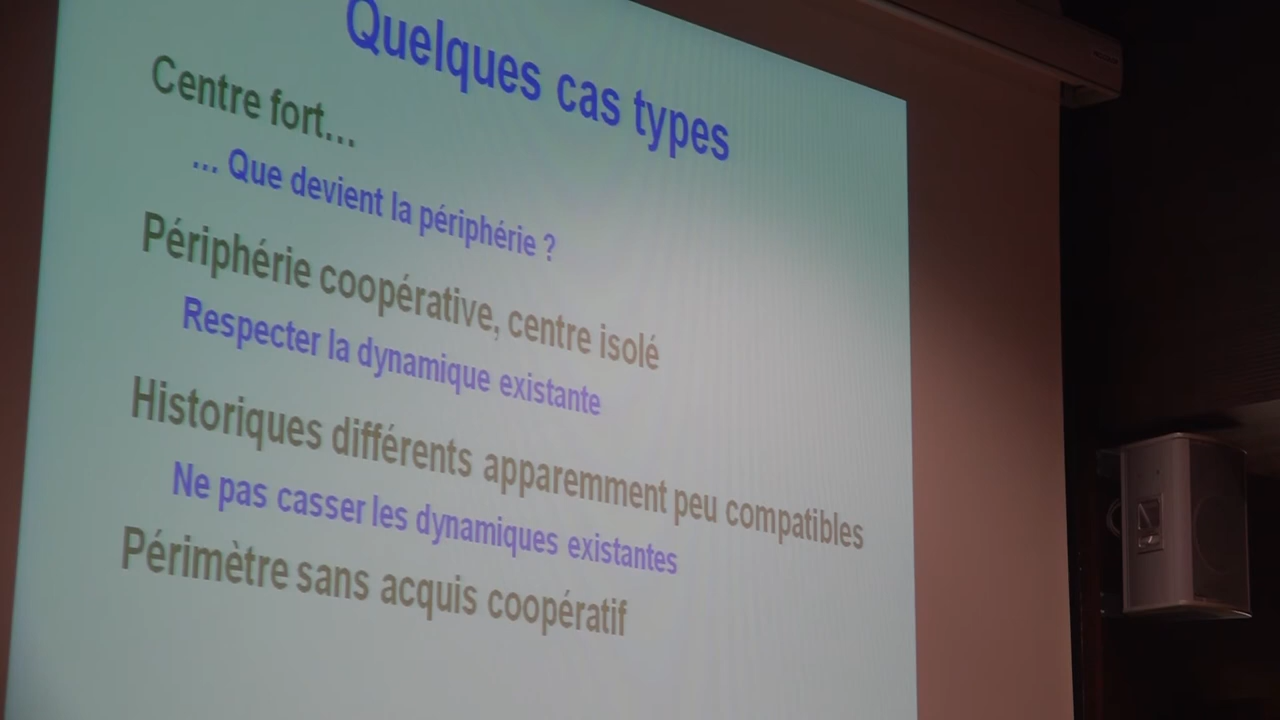 Quelques cas types
Centre fort...
... Que devient la périphérie ?
Périphérie coopérative, centre isolé
Respecter la dynamique existante
Historiques différents apparemment peu compatibles
Ne pas casser les dynamiques existantes
Périmètre sans acquis coopératif